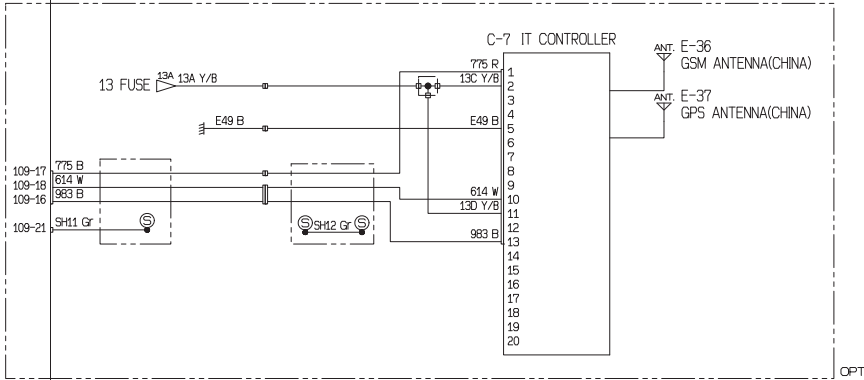 C-7 IT CONTROLLER
ANT. E-36
GSM ANTENNA(CHINA)
ANT. E-37
GPS ANTENNA(CHINA)
13 FUSE 13A 13A Y/B
775 R
13C Y/B
E49 B
E49 B
109-17 775 B
109-18 614 W
109-16 983 B
109-21 SH11 Gr
S
S SH12 Gr S
614 W
13D Y/B
983 B
1
2
3
4
5
6
7
8
9
10
11
12
13
14
15
16
17
18
19
20
OPT